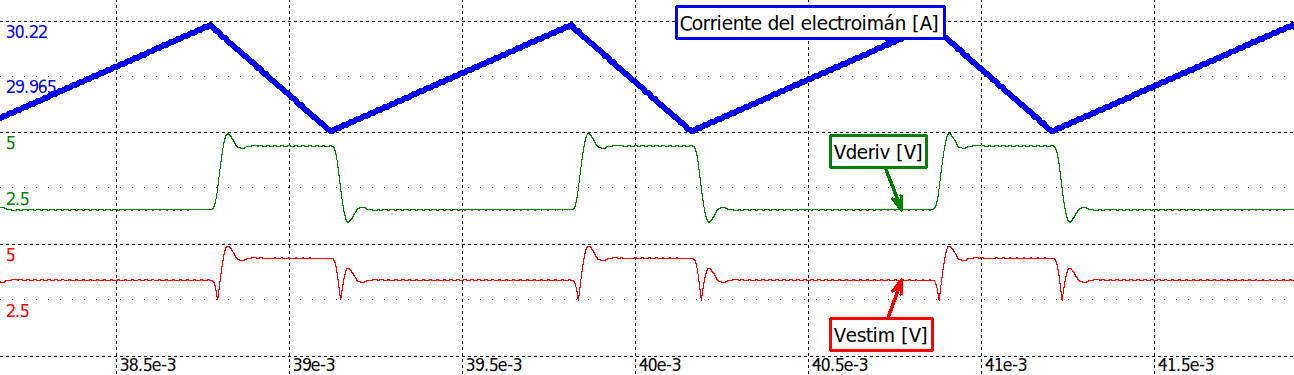 Corriente del electroimán [A]
30.22
29.965
5
Vderiv [V]
2.5
5
2.5
Vestim [V]
38.5e-3 39e-3 39.5e-3 40e-3 40.5e-3 41e-3 41.5e-3